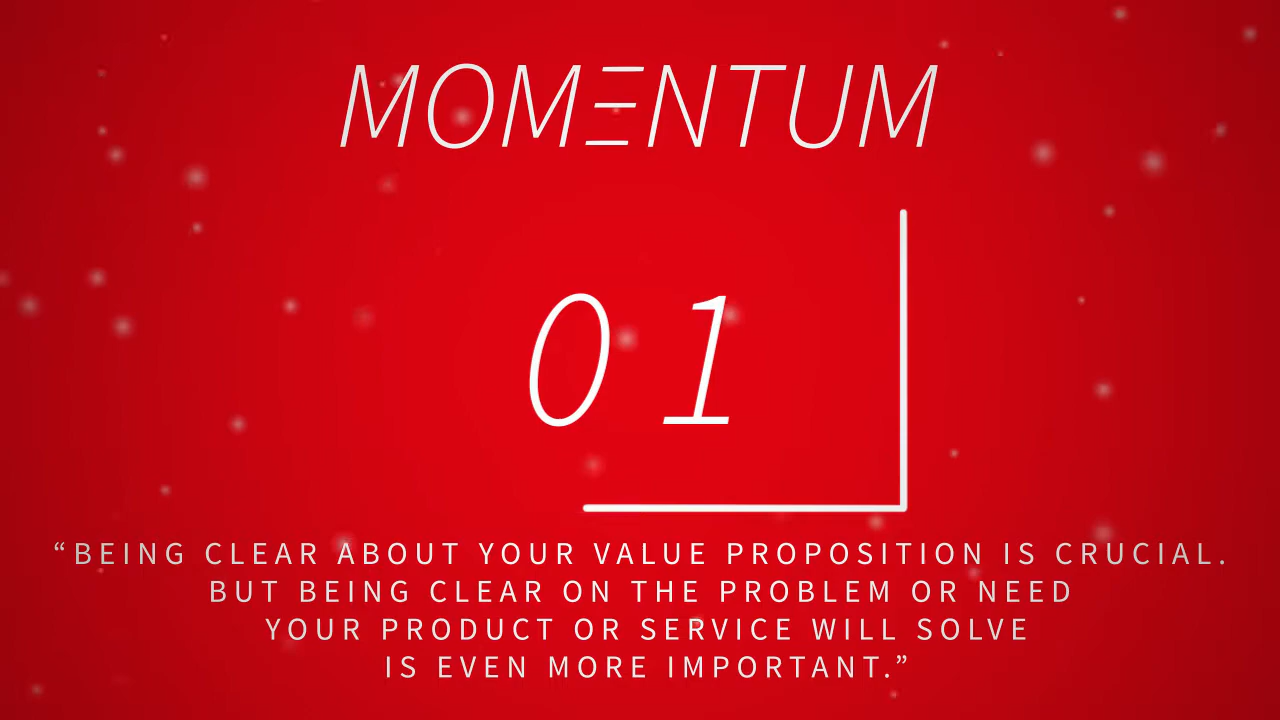 MOMENTUM
01
“BEING CLEAR ABOUT YOUR VALUE PROPOSITION IS CRUCIAL.
BUT BEING CLEAR ON THE PROBLEM OR NEED
YOUR PRODUCT OR SERVICE WILL SOLVE
IS EVEN MORE IMPORTANT.”